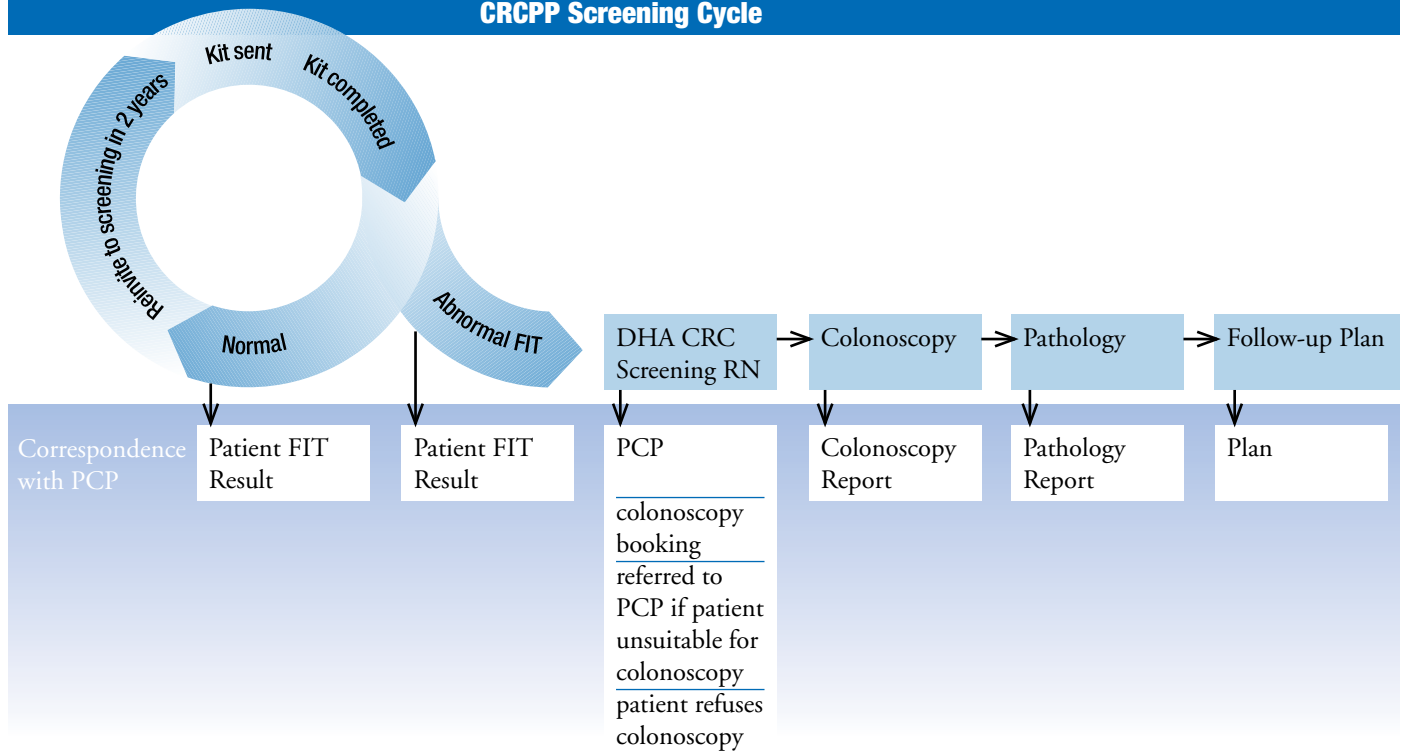 CRCPP Screening Cycle
Kit sent
Kit completed
Reinvite to screening in 2 years
Normal
Abnormal FIT
DHA CRC
Screening RN
Colonoscopy
Pathology
Follow-up Plan
Correspondence
with PCP
Patient FIT
Result
Patient FIT
Result
PCP
colonoscopy
booking
referred to
PCP if patient
unsuitable for
colonoscopy
patient refuses
colonoscopy
Colonoscopy
Report
Pathology
Report
Plan